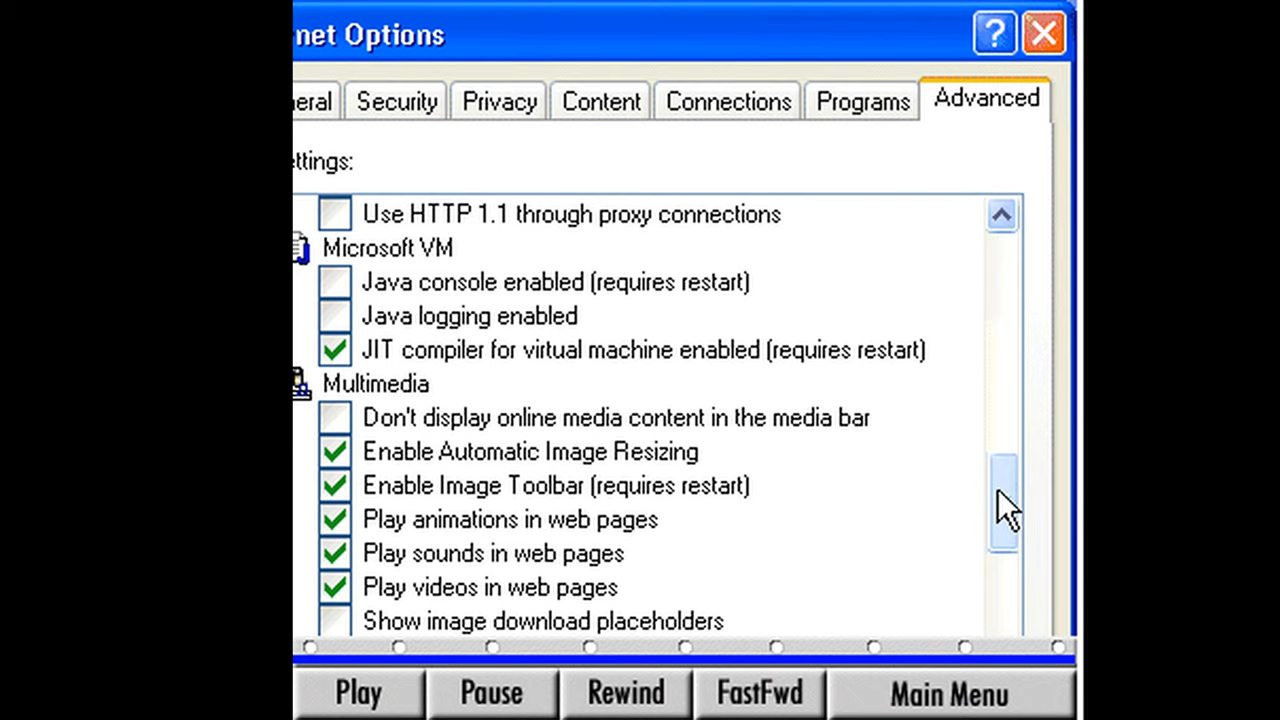 net Options
?
eral Security Privacy Content Connections Programs Advanced
ettings:
Use HTTP 1.1 through proxy connections
Microsoft VM
Java console enabled (requires restart)
Java logging enabled
JIT compiler for virtual machine enabled (requires restart)
Multimedia
Don't display online media content in the media bar
Enable Automatic Image Resizing
Enable Image Toolbar (requires restart)
Play animations in web pages
Play sounds in web pages
Play videos in web pages
Show image download placeholders
Play Pause Rewind FastFwd Main Menu